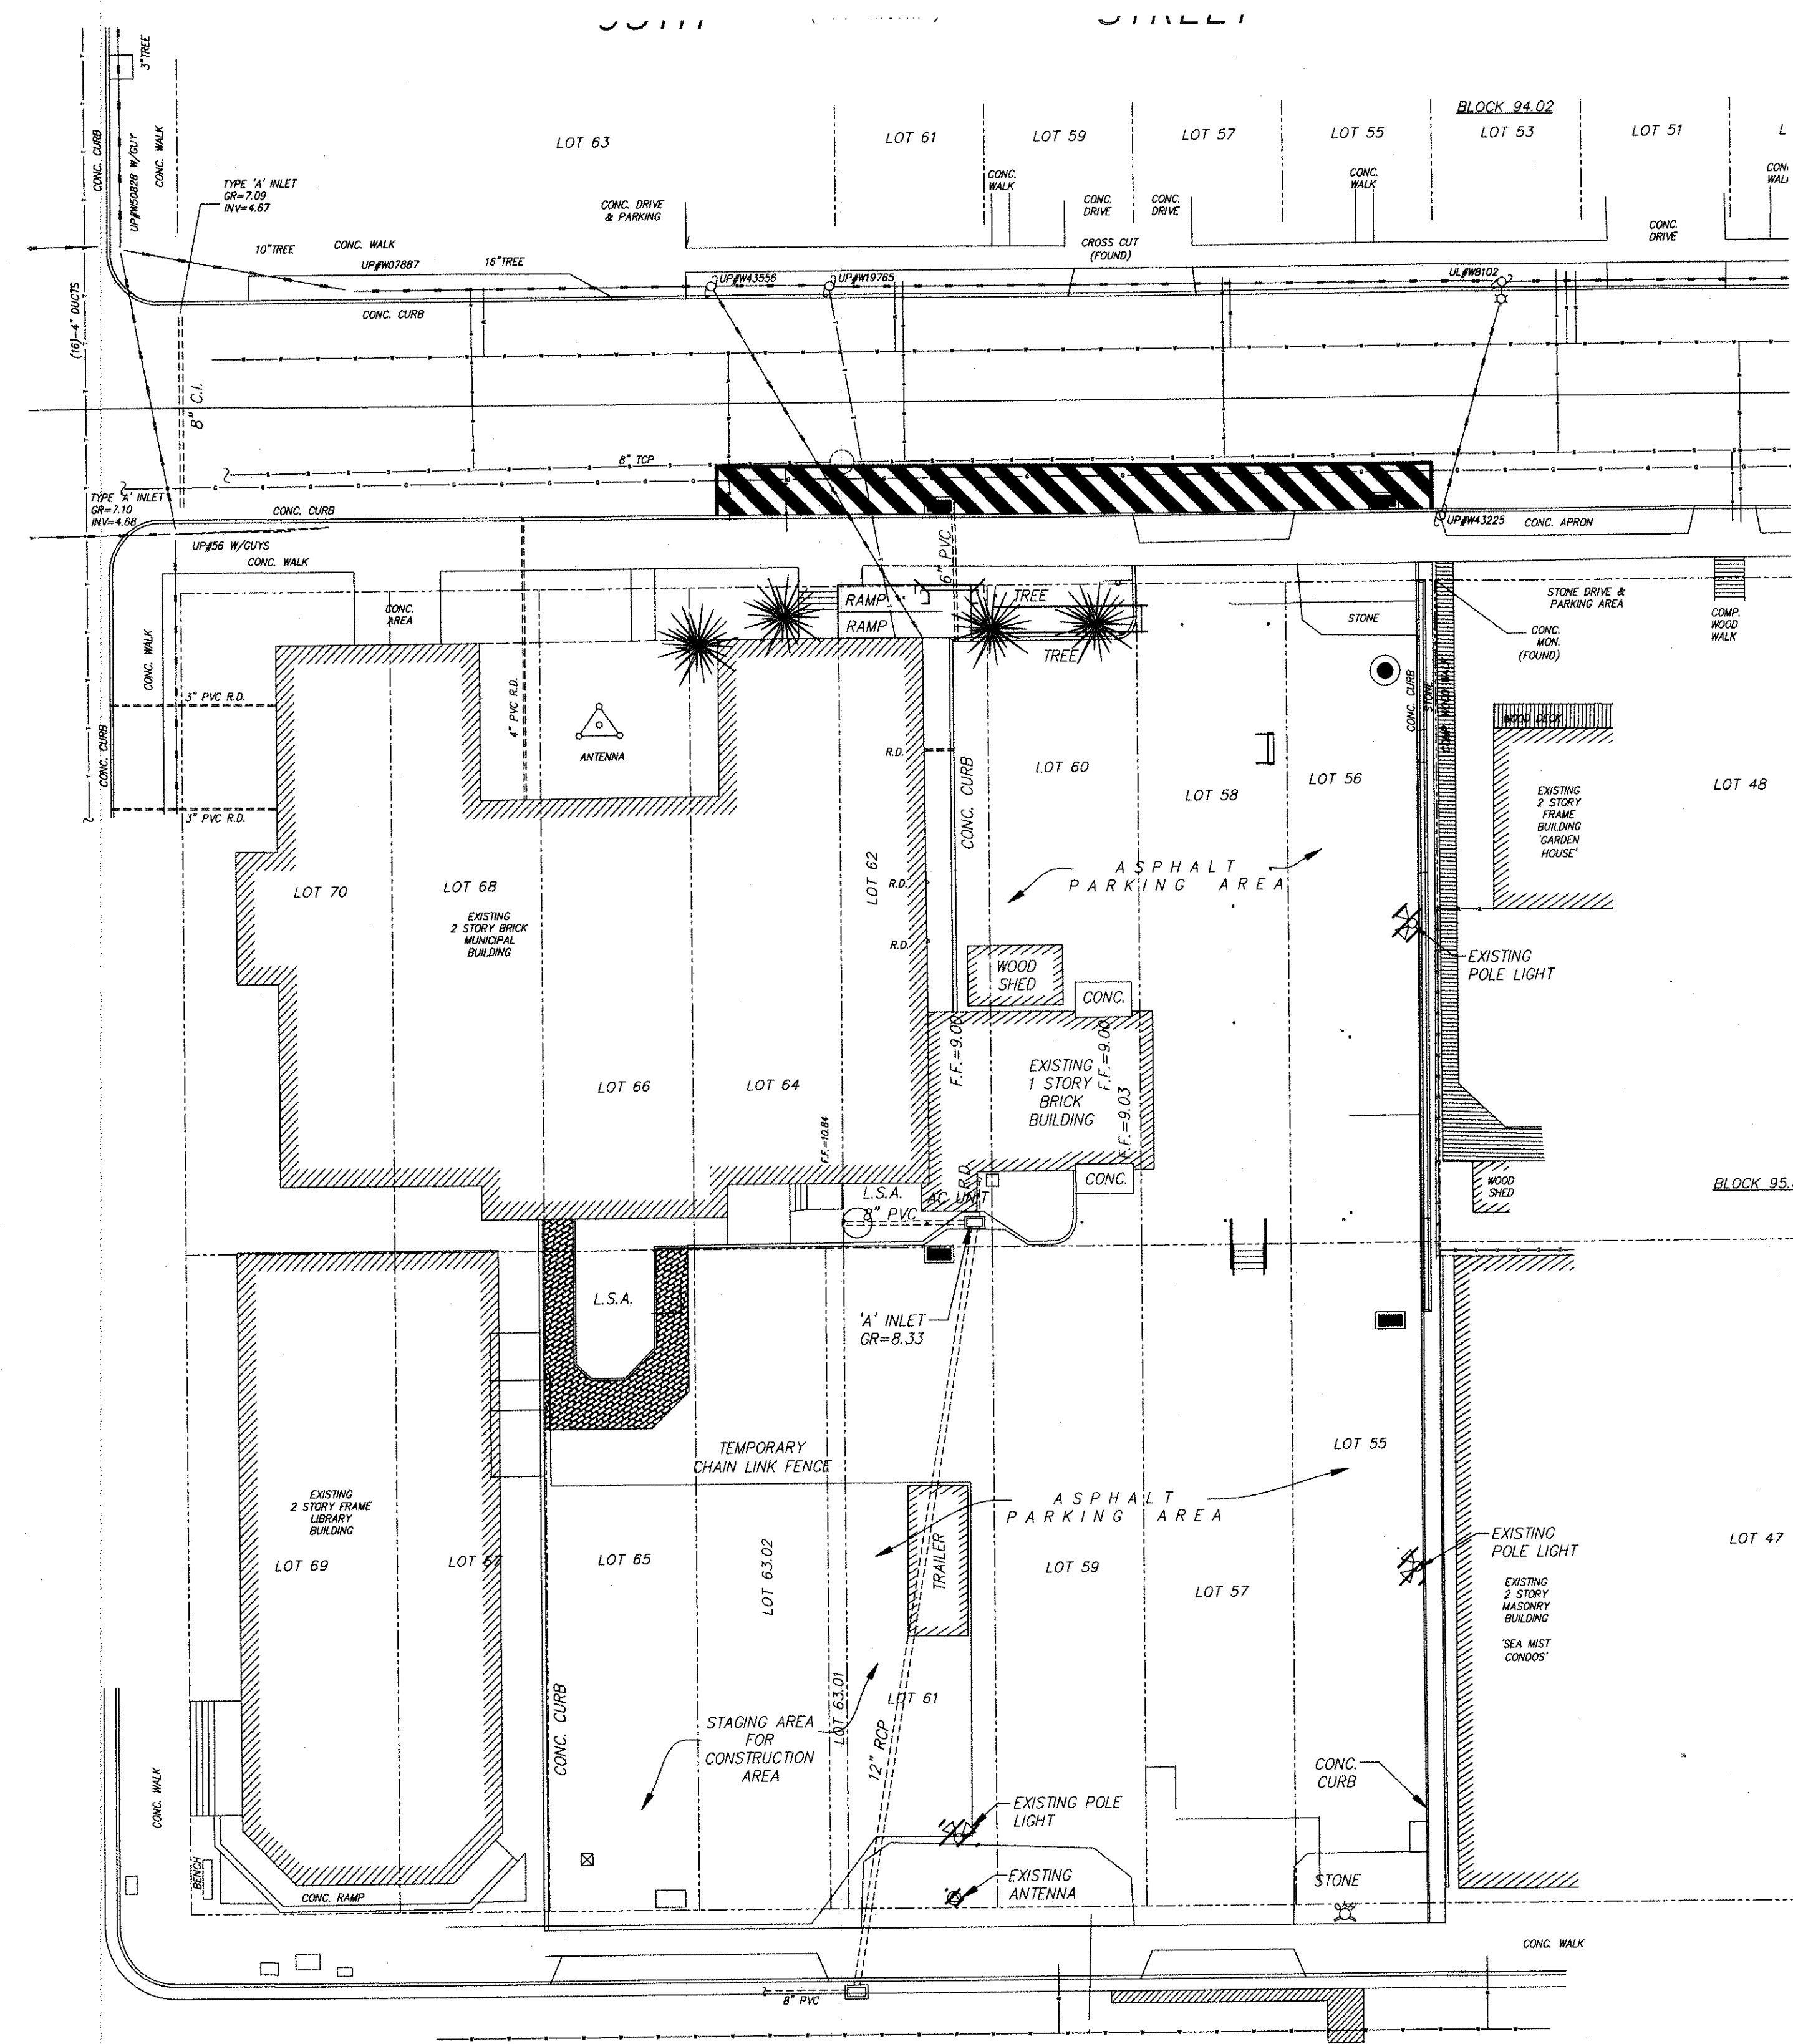 STREET
3"TREE
BLOCK 94.02
LOT 63
LOT 61
LOT 59
LOT 57
LOT 55
LOT 53
LOT 51
L
CONC. CURB
UP#W50828 W/GUY
CONC. WALK
TYPE 'A' INLET
GR=7.09
INV=4.67
CONC. DRIVE
& PARKING
CONC.
WALK
CONC.
DRIVE
CONC.
DRIVE
CONC.
WALK
CONC.
DRIVE
10"TREE
CONC. WALK
UP#W07887
16"TREE
CROSS CUT
(FOUND)
UP#W43556
UP#W19765
UL#W8102
(16)-4" DUCTS
CONC. CURB
8" C.I.
8" TCP
TYPE 'A' INLET
GR=7.10
INV=4.68
CONC. CURB
UP#W43225
CONC. APRON
UP#56 W/GUYS
CONC. WALK
6" PVC
CONC.
AREA
RAMP
RAMP
TREE
TREE
STONE
STONE DRIVE &
PARKING AREA
COMP.
WOOD
WALK
CONC.
MON.
(FOUND)
CONC. WALK
3" PVC R.D.
4" PVC R.D.
ANTENNA
CONC. CURB
3" PVC R.D.
R.D.
CONC. CURB
LOT 60
LOT 58
LOT 56
CONC. CURB
STONE
COMP. WOOD WALK
WOOD DECK
LOT 48
EXISTING
2 STORY
FRAME
BUILDING
'GARDEN
HOUSE'
ASPHALT
PARKING AREA
LOT 70
LOT 68
LOT 62
R.D.
R.D.
EXISTING
2 STORY BRICK
MUNICIPAL
BUILDING
WOOD
SHED
CONC.
EXISTING
POLE LIGHT
F.F.=9.00
EXISTING
1 STORY
BRICK
BUILDING
F.F.=9.00
F.F.=9.03
LOT 66
LOT 64
F.F.=10.84
L.S.A.
R.D.
AC UNIT
8" PVC
CONC.
WOOD
SHED
BLOCK 95.
L.S.A.
'A' INLET
GR=8.33
TEMPORARY
CHAIN LINK FENCE
LOT 55
EXISTING
2 STORY FRAME
LIBRARY
BUILDING
ASPHALT
PARKING AREA
LOT 69
LOT 67
LOT 65
LOT 63.02
TRAILER
LOT 59
LOT 57
EXISTING
POLE LIGHT
LOT 47
EXISTING
2 STORY
MASONRY
BUILDING
'SEA MIST
CONDOS'
CONC. CURB
STAGING AREA
FOR
CONSTRUCTION
AREA
LOT 63.01
LOT 61
12" RCP
CONC.
CURB
CONC. WALK
EXISTING POLE
LIGHT
BENCH
CONC. RAMP
EXISTING
ANTENNA
STONE
CONC. WALK
8" PVC